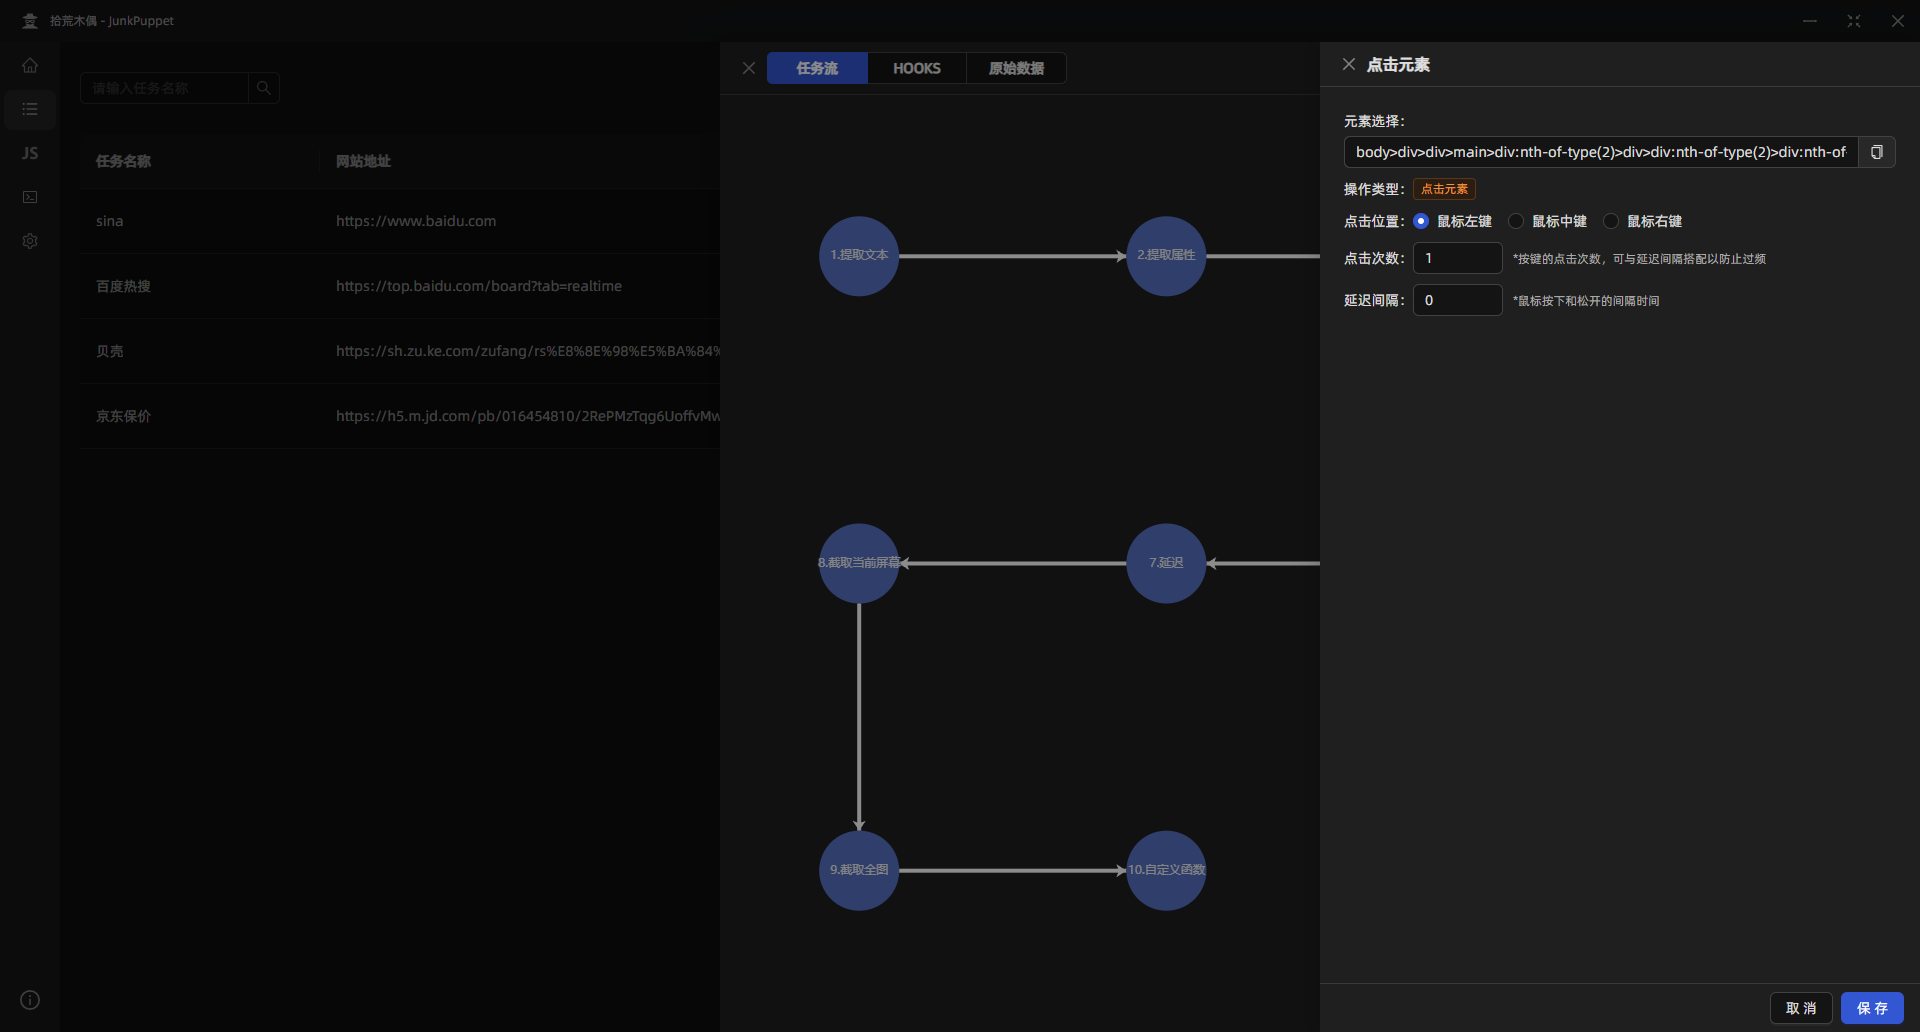 拾荒木偶 - JunkPuppet
请输入任务名称
JS
任务名称
网站地址
sina
https://www.baidu.com
百度热搜
https://top.baidu.com/board?tab=realtime
贝壳
https://sh.zu.ke.com/zufang/rs%E8%8E%98%E5%BA%84%
京东保价
https://h5.m.jd.com/pb/016454810/2RePMzTqg6UoffvMw
任务流
HOOKS
原始数据
1.提取文本
2.提取属性
8.截取当前屏幕
7.延迟
9.截取全图
10.自定义函数
点击元素
元素选择:
body>div>div>main>div:nth-of-type(2)>div>div:nth-of-type(2)>div:nth-of-
操作类型: 点击元素
点击位置: 鼠标左键 鼠标中键 鼠标右键
点击次数: 1 *按键的点击次数，可与延迟间隔搭配以防止过频
延迟间隔: 0 *鼠标按下和松开的间隔时间
取 消
保 存